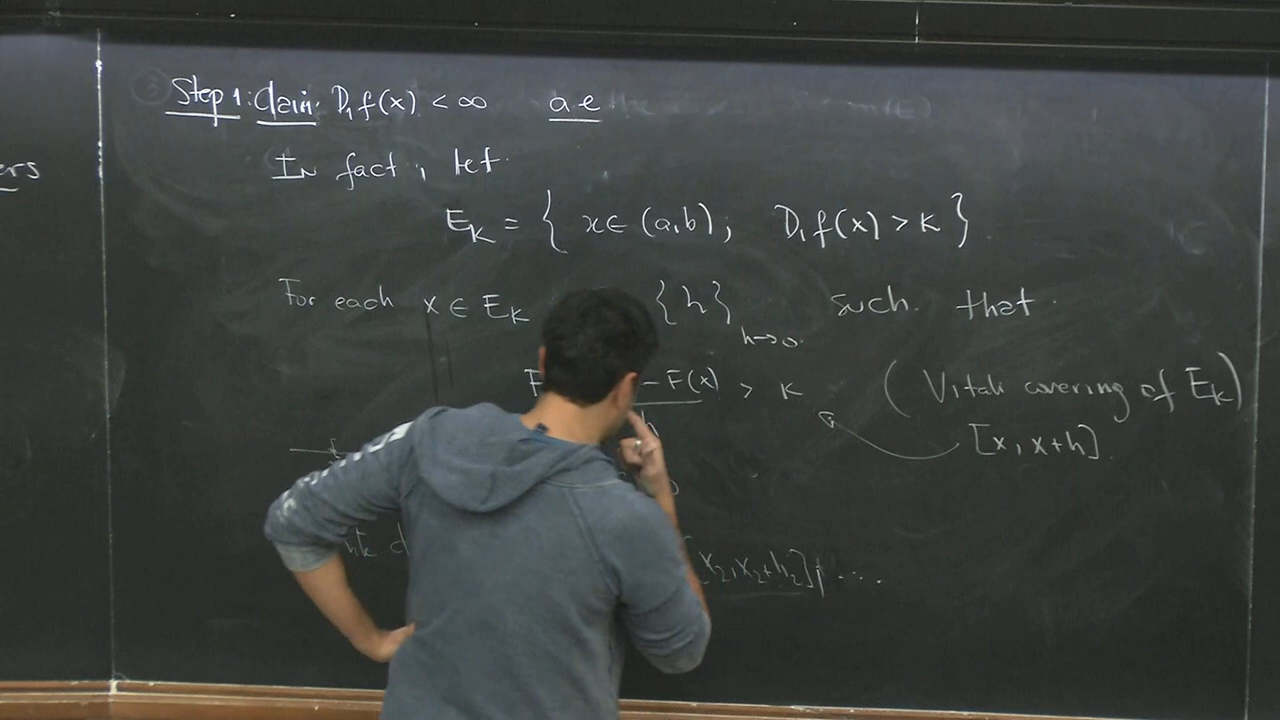 ers
Step 1: Claim: D₁f(x) < ∞ a.e
In fact, let
E_K = { x ∈ (a,b); D₁f(x) > K }
For each x ∈ E_K {h}_{h→0} such that
- F(x) > K (Vitali covering of E_K)
h [x, x+h]
[x₂, x₂+h₂], ...